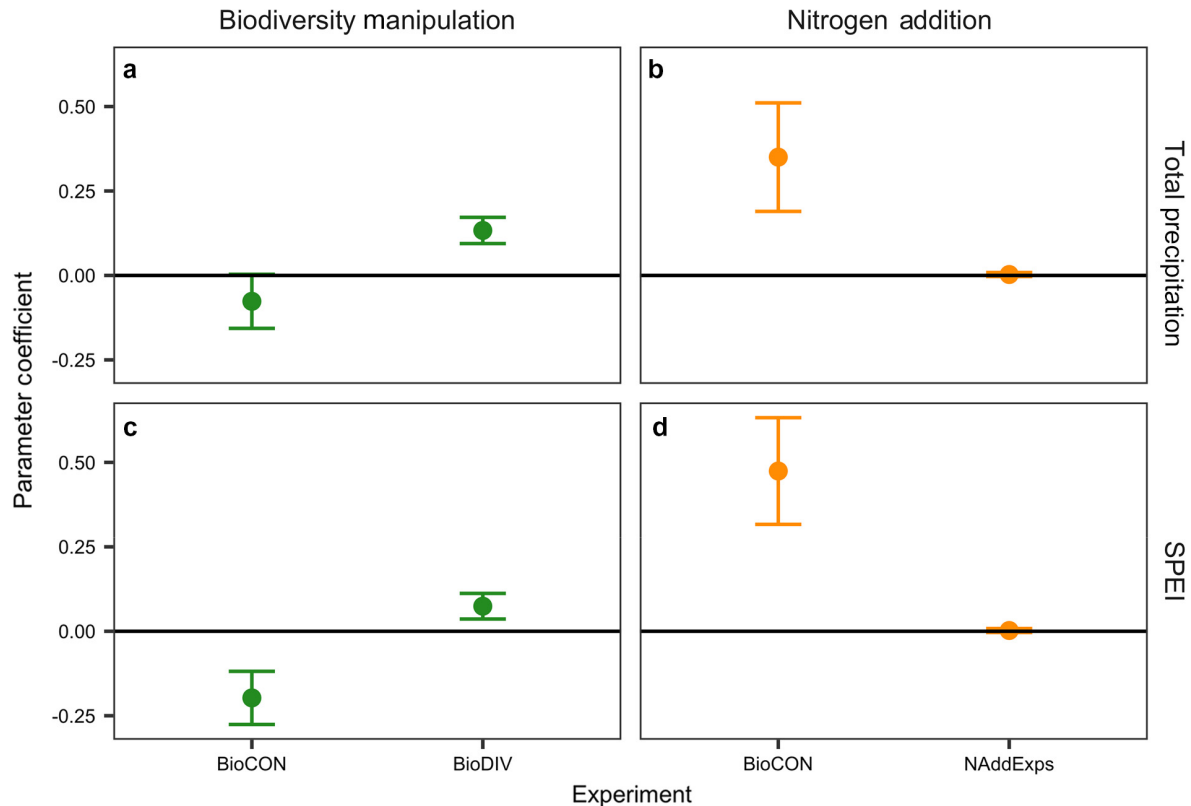 Biodiversity manipulation
Nitrogen addition
a
b
0.50
0.25
0.00
-0.25
Total precipitation
Parameter coefficient
c
d
0.50
0.25
0.00
-0.25
SPEI
BioCON
BioDIV
BioCON
NAddExps
Experiment